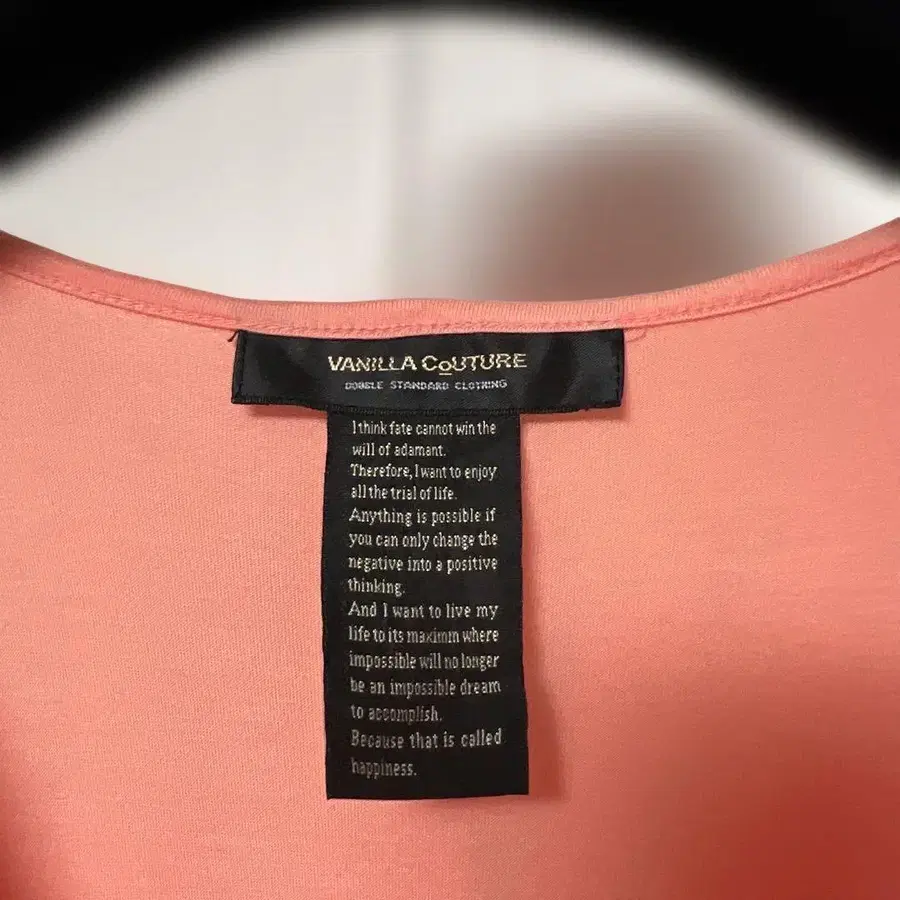 VANILLA COUTURE
DOUBLE STANDARD CLOTHING
I think fate cannot win the
will of adamant.
Therefore, I want to enjoy
all the trial of life.
Anything is possible if
you can only change the
negative into a positive
thinking.
And I want to live my
life to its maximm where
impossible will no longer
be an impossible dream
to accomplish.
Because that is called
happiness.